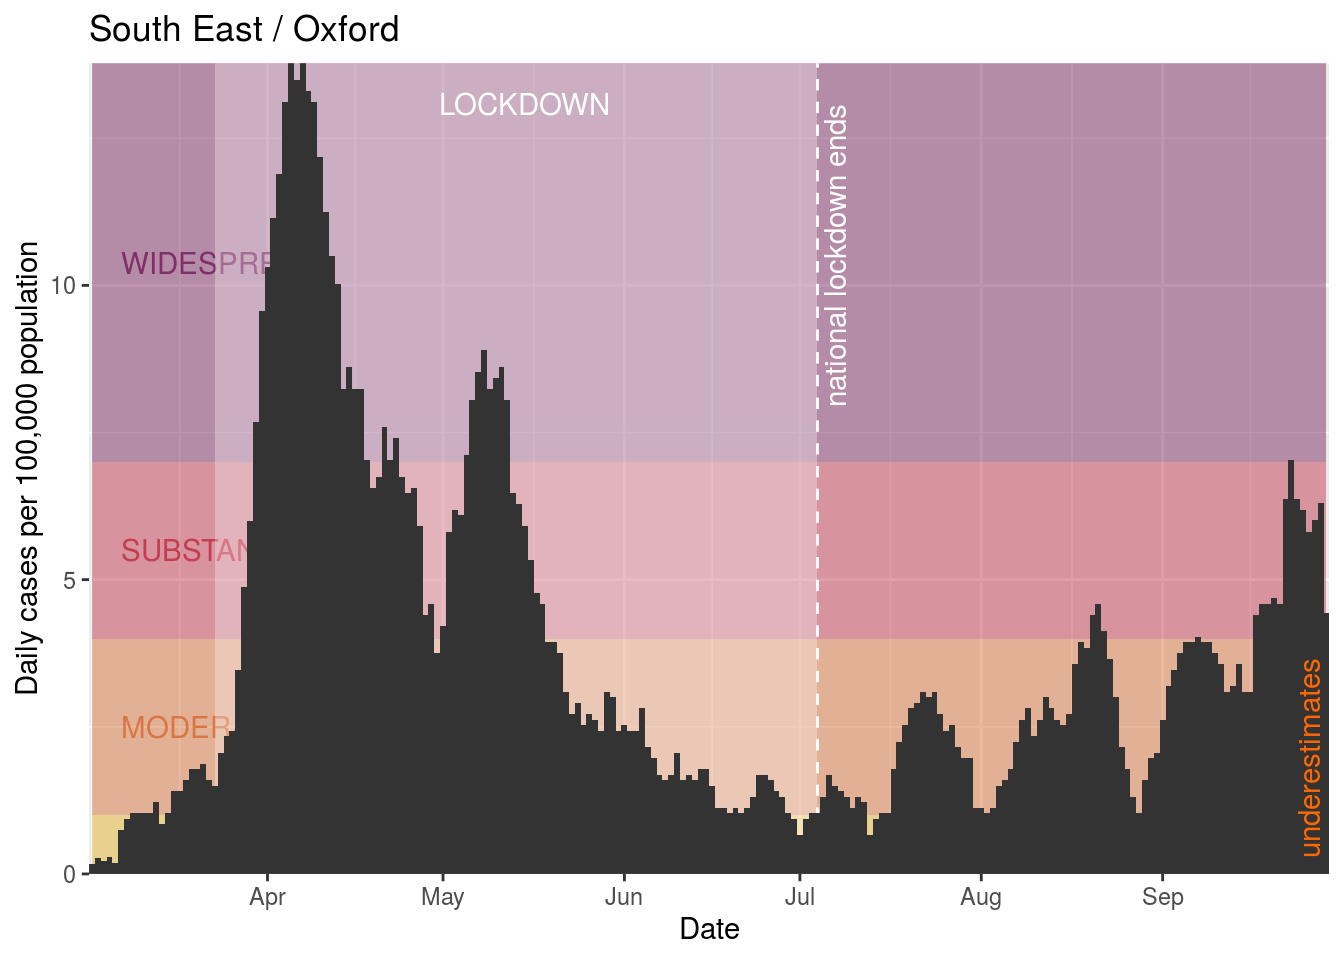 South East / Oxford
LOCKDOWN
national lockdown ends
WIDESPRE
SUBSTAN
MODER
underestimates
Daily cases per 100,000 population
10
5
0
Apr
May
Jun
Jul
Aug
Sep
Date